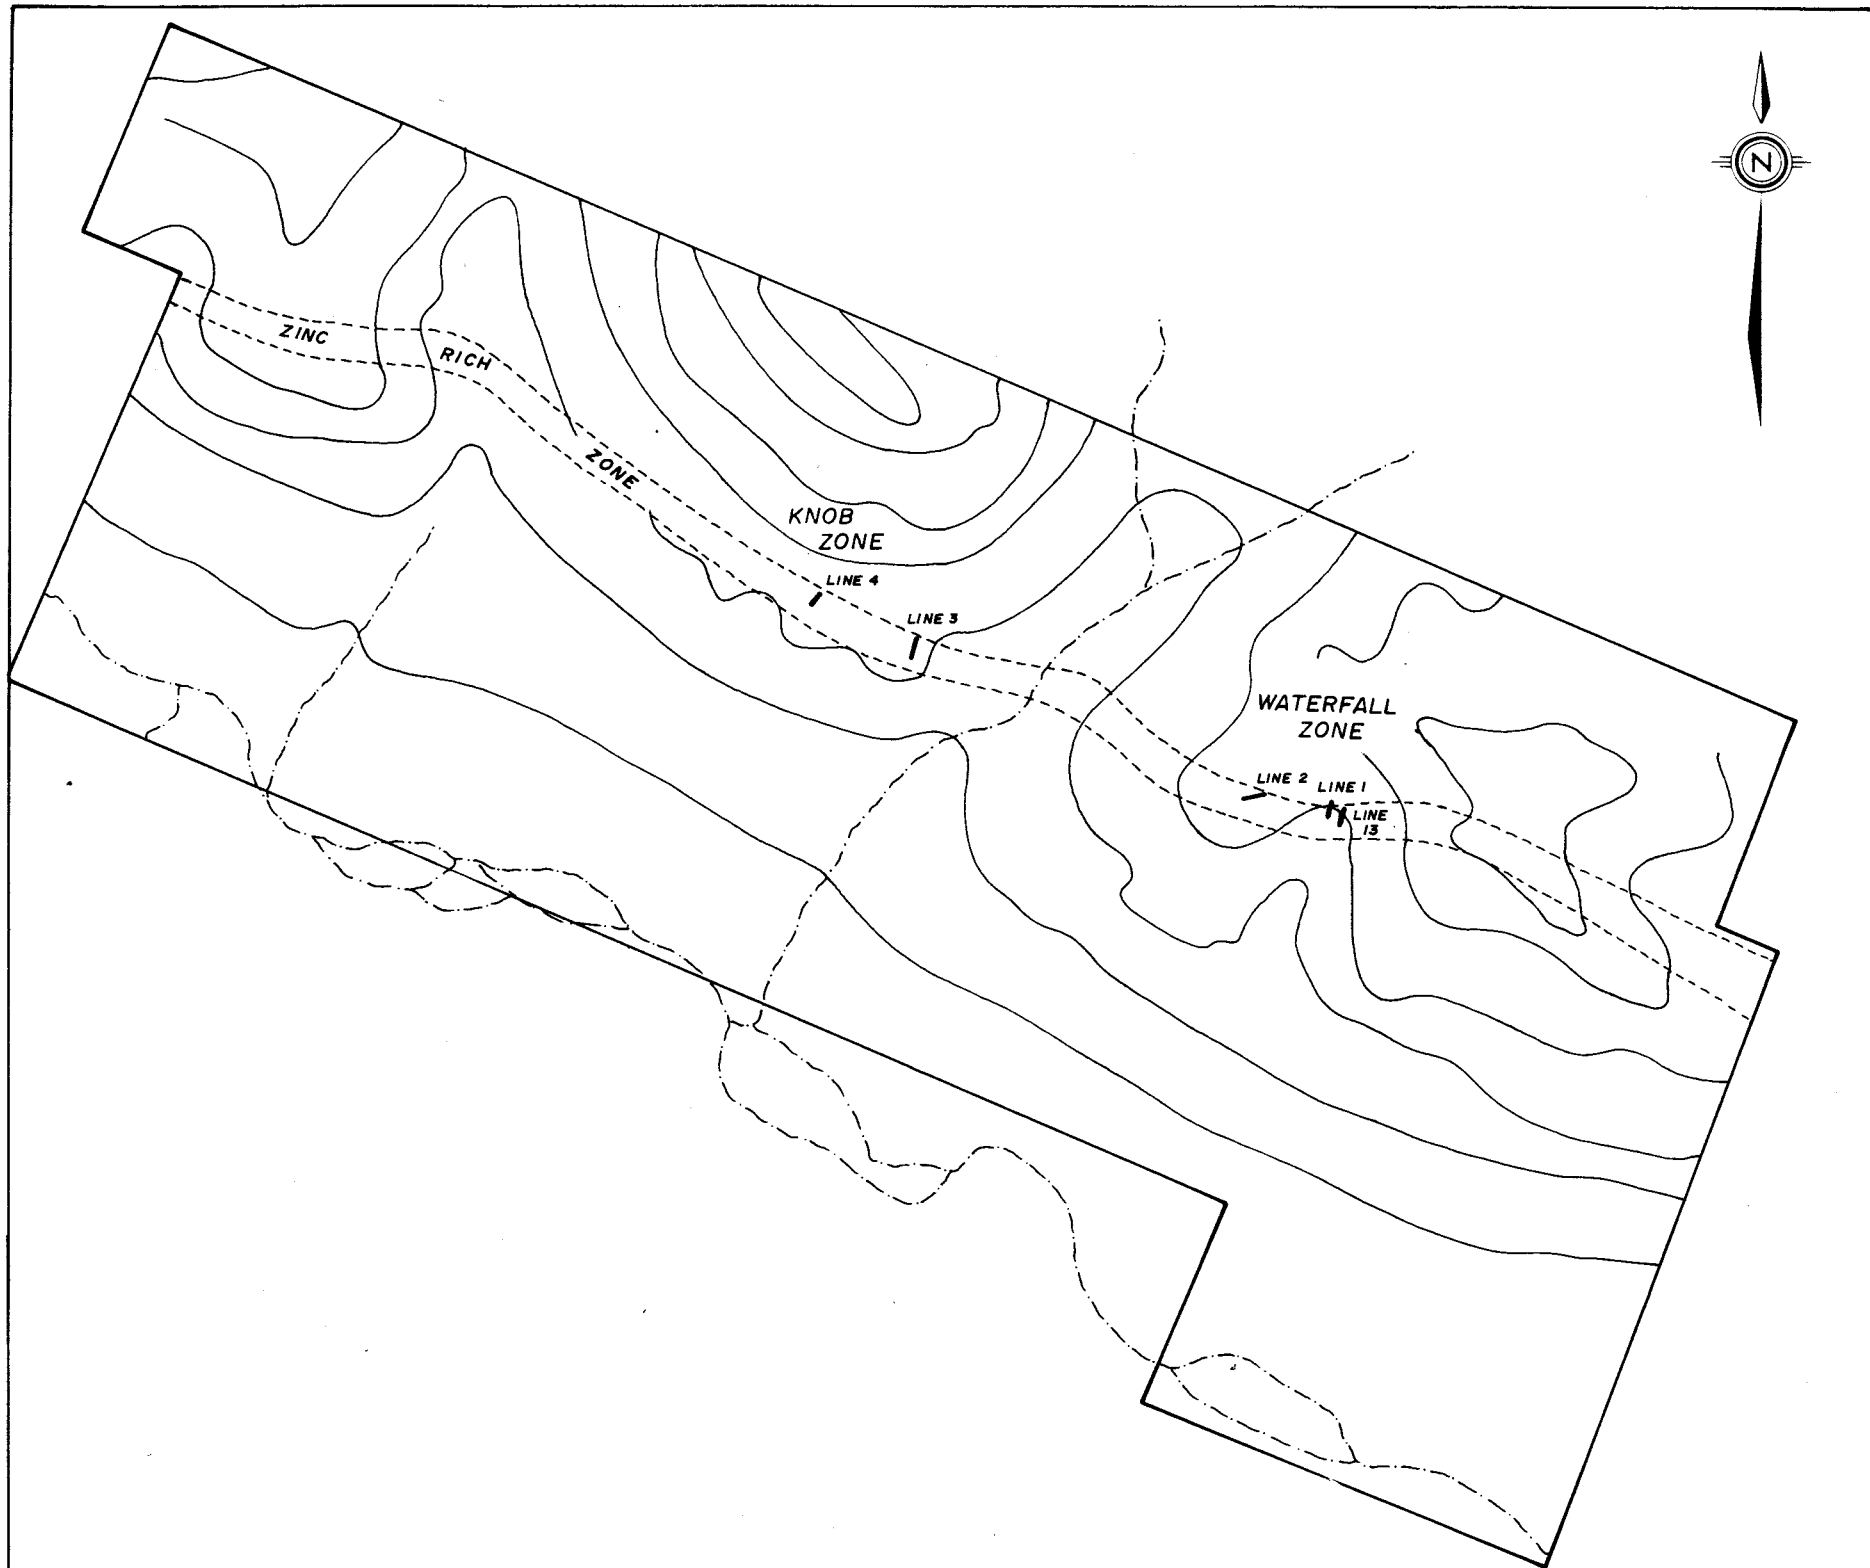 N
ZINC
RICH
ZONE
KNOB
ZONE
LINE 4
LINE 3
WATERFALL
ZONE
LINE 2
LINE 1
LINE
13